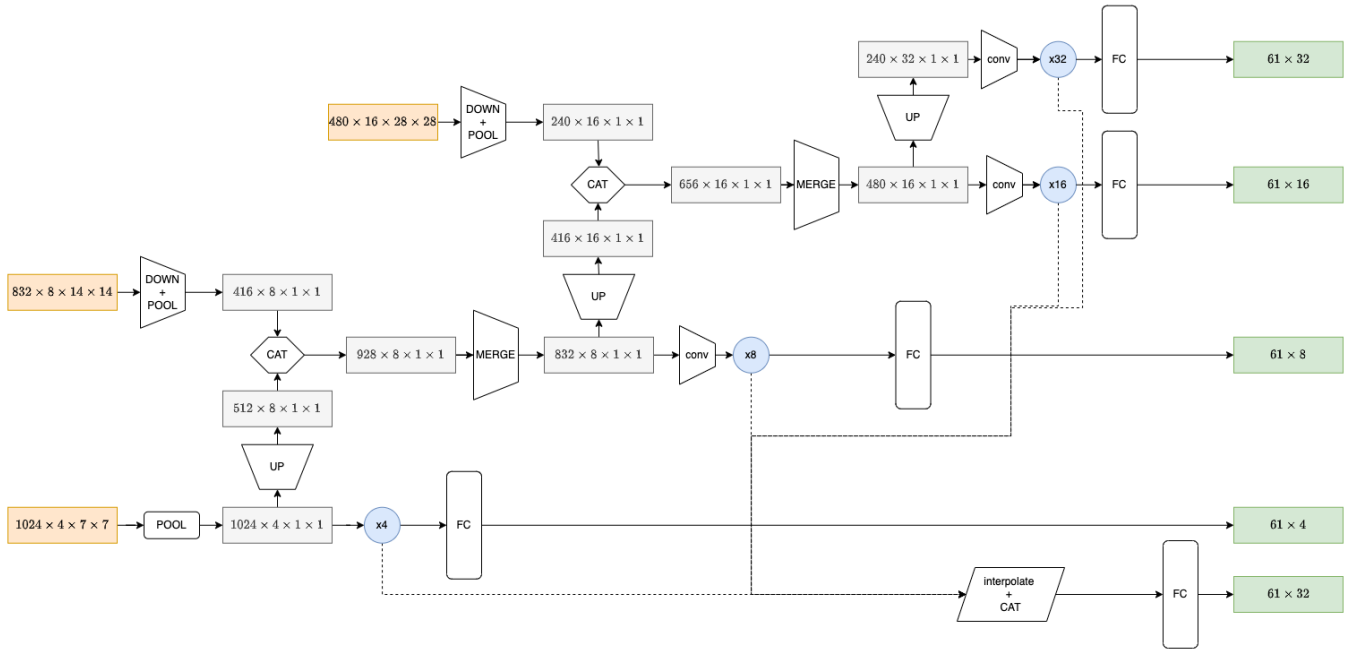 240 × 32 × 1 × 1
conv
x32
FC
61 × 32
480 × 16 × 28 × 28
DOWN
+
POOL
240 × 16 × 1 × 1
UP
CAT
656 × 16 × 1 × 1
MERGE
480 × 16 × 1 × 1
conv
x16
FC
61 × 16
416 × 16 × 1 × 1
832 × 8 × 14 × 14
DOWN
+
POOL
416 × 8 × 1 × 1
UP
CAT
928 × 8 × 1 × 1
MERGE
832 × 8 × 1 × 1
conv
x8
FC
61 × 8
512 × 8 × 1 × 1
UP
1024 × 4 × 7 × 7
POOL
1024 × 4 × 1 × 1
x4
FC
61 × 4
interpolate
+
CAT
FC
61 × 32